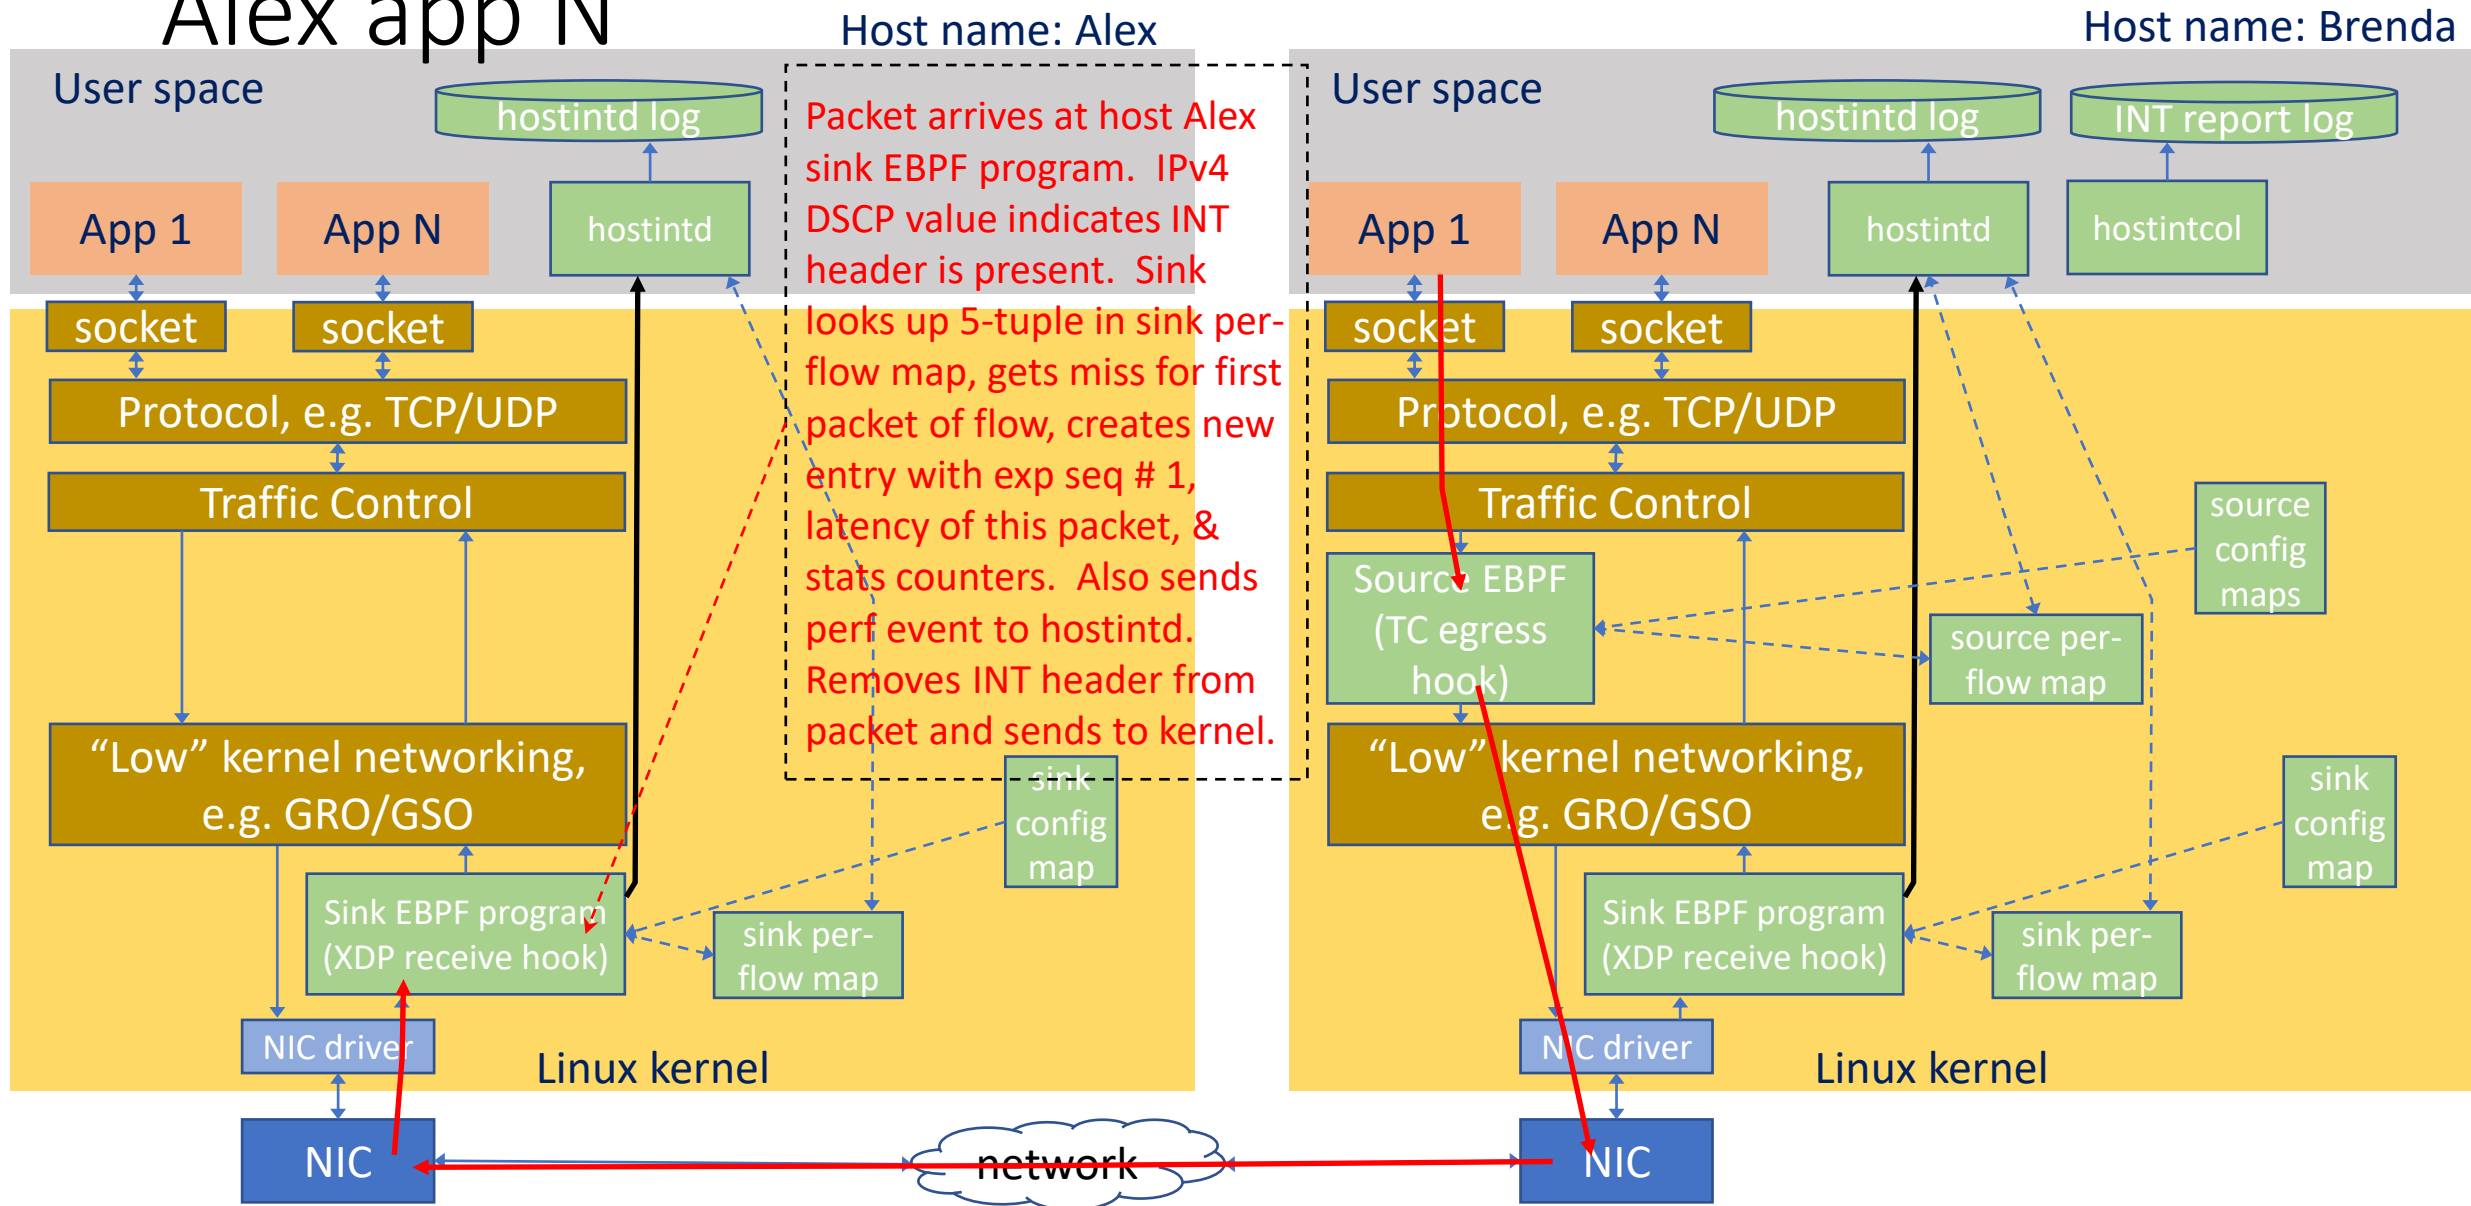 Alex app N
Host name: Alex
Host name: Brenda
User space
hostintd log
App 1
App N
hostintd
socket
socket
Protocol, e.g. TCP/UDP
Traffic Control
“Low” kernel networking,
e.g. GRO/GSO
Sink EBPF program
(XDP receive hook)
sink per-
flow map
sink
config
map
NIC driver
Linux kernel
NIC
Packet arrives at host Alex
sink EBPF program.  IPv4
DSCP value indicates INT
header is present.  Sink
looks up 5-tuple in sink per-
flow map, gets miss for first
packet of flow, creates new
entry with exp seq # 1,
latency of this packet, &
stats counters.  Also sends
perf event to hostintd.
Removes INT header from
packet and sends to kernel.
network
User space
hostintd log
INT report log
App 1
App N
hostintd
hostintcol
socket
socket
Protocol, e.g. TCP/UDP
Traffic Control
Source EBPF
(TC egress
hook)
source
config
maps
source per-
flow map
“Low” kernel networking,
e.g. GRO/GSO
sink
config
map
Sink EBPF program
(XDP receive hook)
sink per-
flow map
NIC driver
Linux kernel
NIC